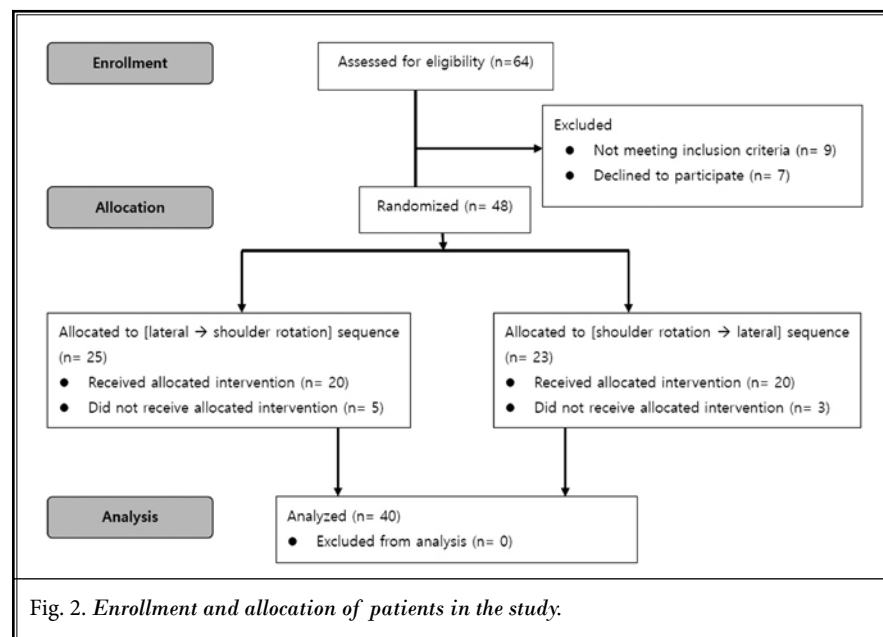 Enrollment
Assessed for eligibility (n=64)
Excluded
● Not meeting inclusion criteria (n= 9)
● Declined to participate (n= 7)
Allocation
Randomized (n= 48)
Allocated to [lateral → shoulder rotation] sequence
(n= 25)
● Received allocated intervention (n= 20)
● Did not receive allocated intervention (n= 5)
Allocated to [shoulder rotation → lateral] sequence
(n= 23)
● Received allocated intervention (n= 20)
● Did not receive allocated intervention (n= 3)
Analysis
Analyzed (n= 40)
● Excluded from analysis (n= 0)
Fig. 2. Enrollment and allocation of patients in the study.